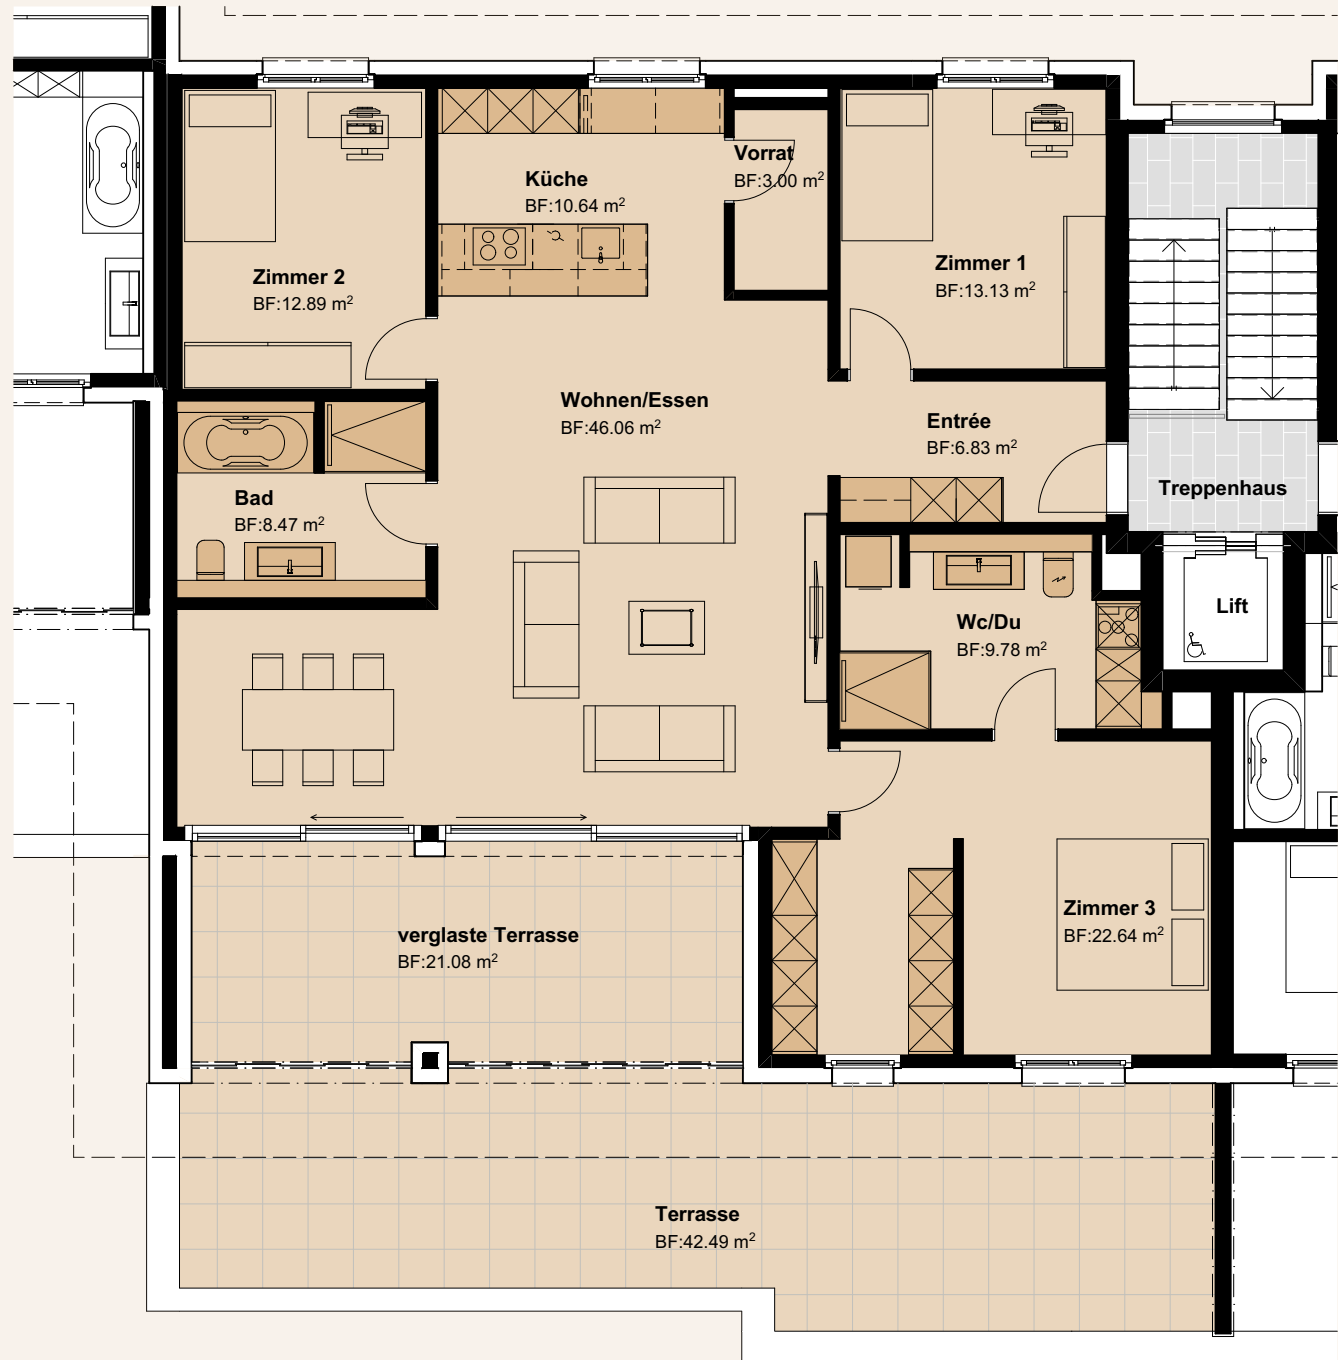 Vorrat
BF:3.00 m²
Küche
BF:10.64 m²
Zimmer 2
BF:12.89 m²
Zimmer 1
BF:13.13 m²
Wohnen/Essen
BF:46.06 m²
Entrée
BF:6.83 m²
Treppenhaus
Bad
BF:8.47 m²
Lift
Wc/Du
BF:9.78 m²
Zimmer 3
BF:22.64 m²
verglaste Terrasse
BF:21.08 m²
Terrasse
BF:42.49 m²